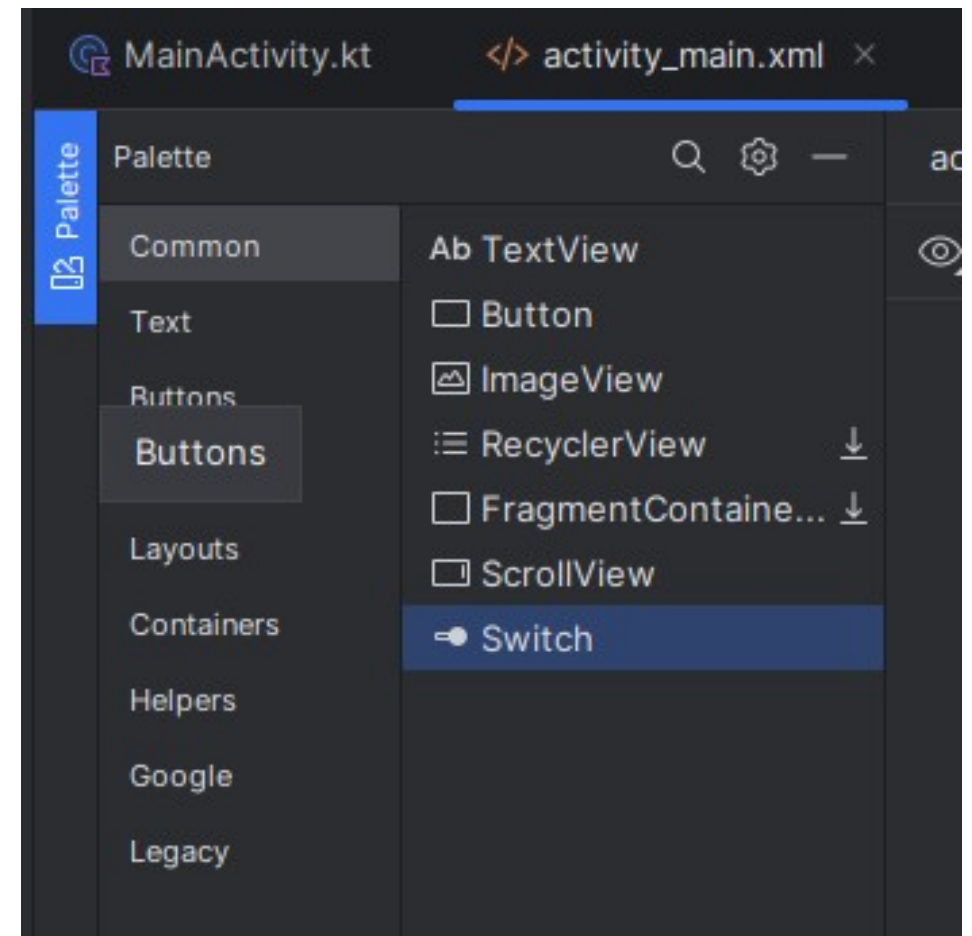 MainActivity.kt
</> activity_main.xml ×
Palette
Palette
ac
Common
Text
Buttons
Buttons
Layouts
Containers
Helpers
Google
Legacy
Ab TextView
Button
ImageView
RecyclerView
FragmentContaine...
ScrollView
Switch